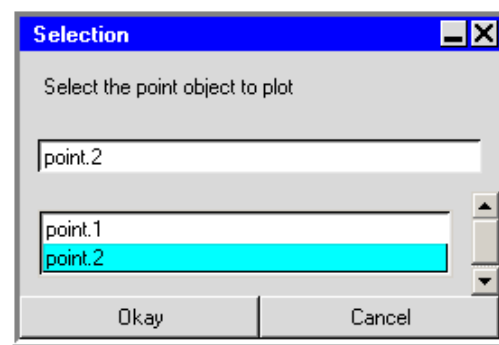 Selection
Select the point object to plot
point.2
point.1
point.2
Okay Cancel